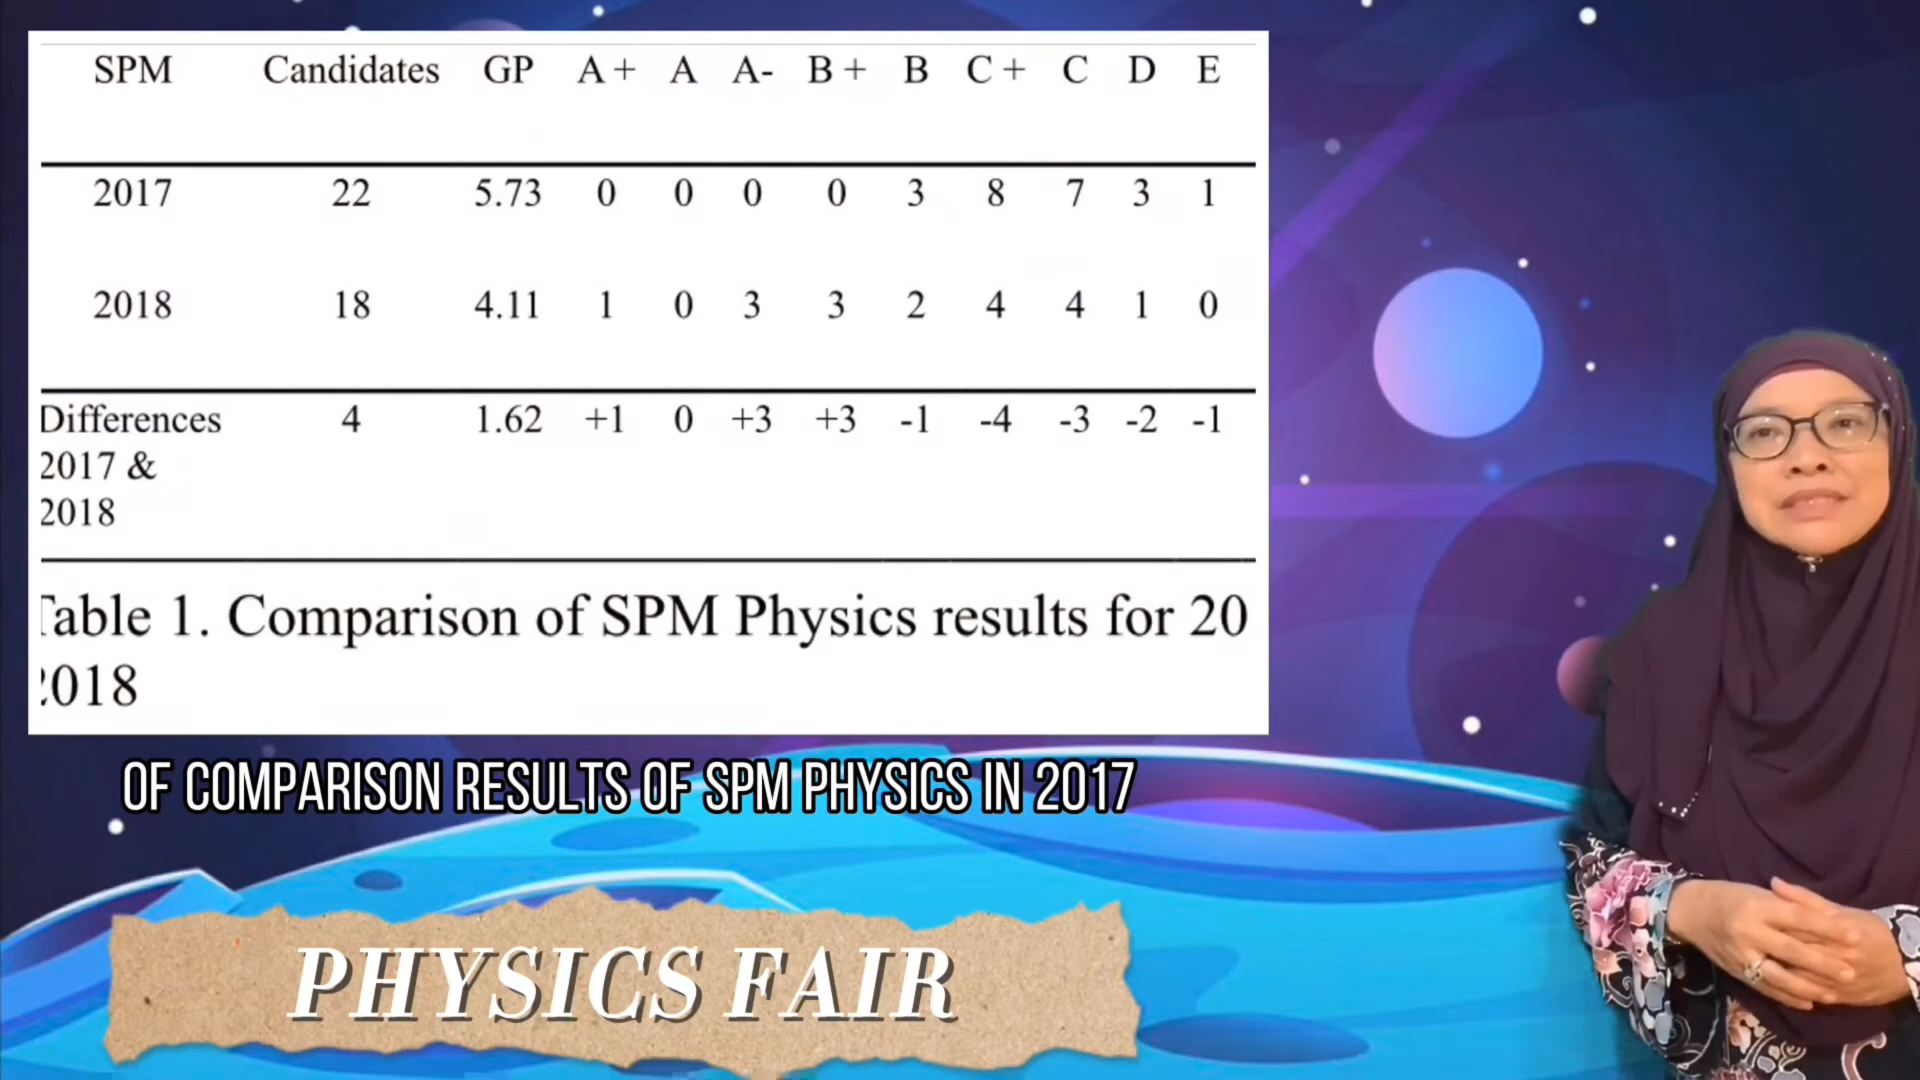 SPM Candidates GP A + A A- B + B C + C D E
2017 22 5.73 0 0 0 0 3 8 7 3 1
2018 18 4.11 1 0 3 3 2 4 4 1 0
Differences 4 1.62 +1 0 +3 +3 -1 -4 -3 -2 -1
2017 &
2018
Table 1. Comparison of SPM Physics results for 20
2018
OF COMPARISON RESULTS OF SPM PHYSICS IN 2017
PHYSICS FAIR